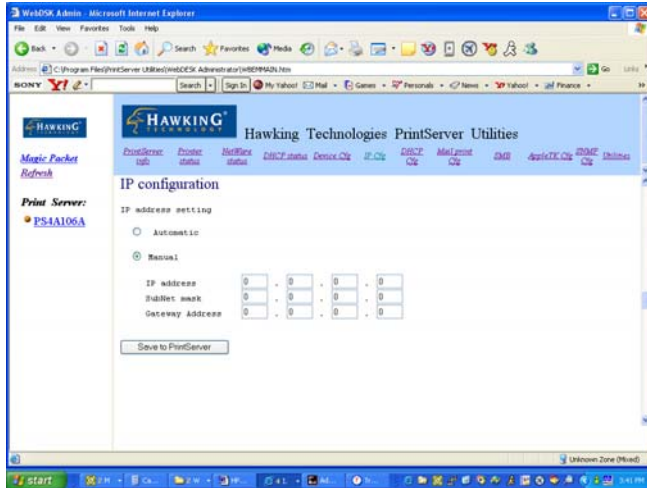 WebDSK Admin - Microsoft Internet Explorer
File Edit View Favorites Tools Help
Back Search Favorites Media
Address C:\Program Files\PrintServer Utilities\WebDESK Administrator\WBEMMAIN.htm Go Links
SONY Y! Search Sign In My Yahoo! Mail Games Personals News Yahoo! Finance
HAWKING
HAWKING TECHNOLOGY Hawking Technologies PrintServer Utilities
Magic Packet
Refresh
Print Server:
PS4A106A
PrintServer info Printer status NetWare status DHCP status Device Cfg IP Cfg DHCP Cfg Mail print Cfg SMB AppleTK Cfg SNMP Cfg Utilities
IP configuration
IP address setting
Automatic
Manual
IP address 0 . 0 . 0 . 0
SubNet mask 0 . 0 . 0 . 0
Gateway Address 0 . 0 . 0 . 0
Save to PrintServer
Unknown Zone (Mixed)
start 5:41 PM